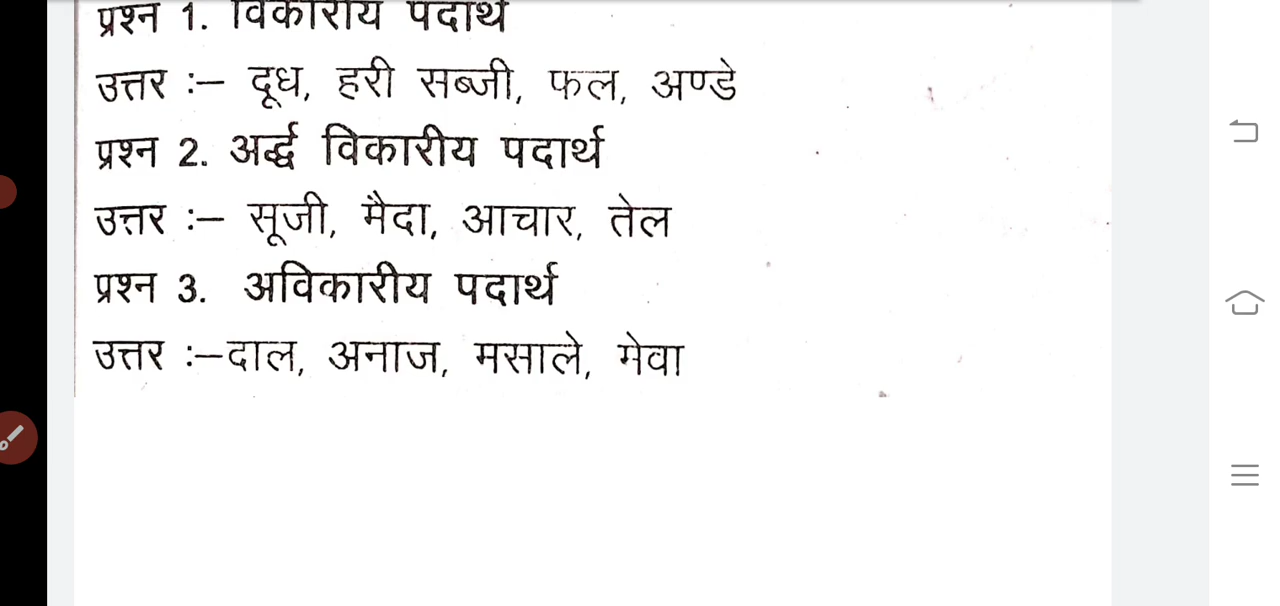 प्रश्न 1. विकारीय पदार्थ
उत्तर :– दूध, हरी सब्जी, फल, अण्डे
प्रश्न 2. अर्द्ध विकारीय पदार्थ
उत्तर :– सूजी, मैदा, आचार, तेल
प्रश्न 3. अविकारीय पदार्थ
उत्तर :–दाल, अनाज, मसाले, मेवा